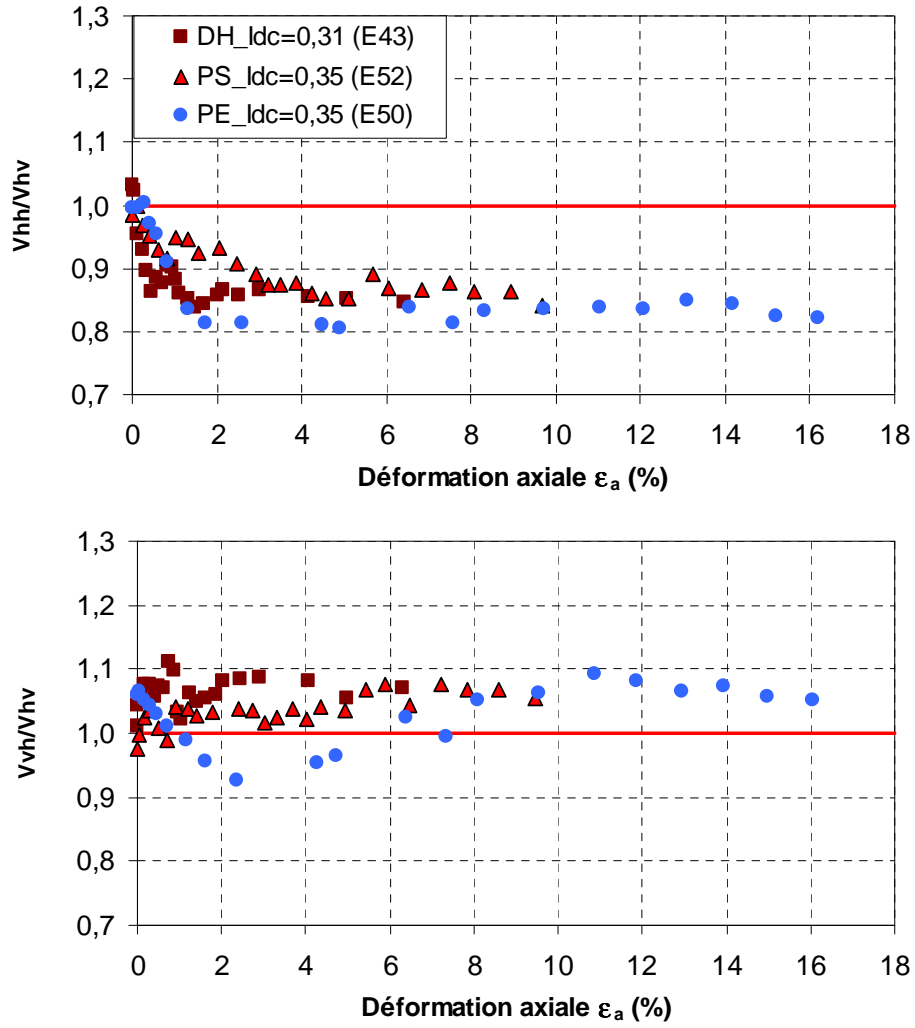 1,3
1,2
1,1
1,0
0,9
0,8
0,7
Vhh/Vhv
DH_Idc=0,31 (E43)
PS_Idc=0,35 (E52)
PE_Idc=0,35 (E50)
0 2 4 6 8 10 12 14 16 18
Déformation axiale εa (%)
1,3
1,2
1,1
1,0
0,9
0,8
0,7
Vvh/Vhv
0 2 4 6 8 10 12 14 16 18
Déformation axiale εa (%)